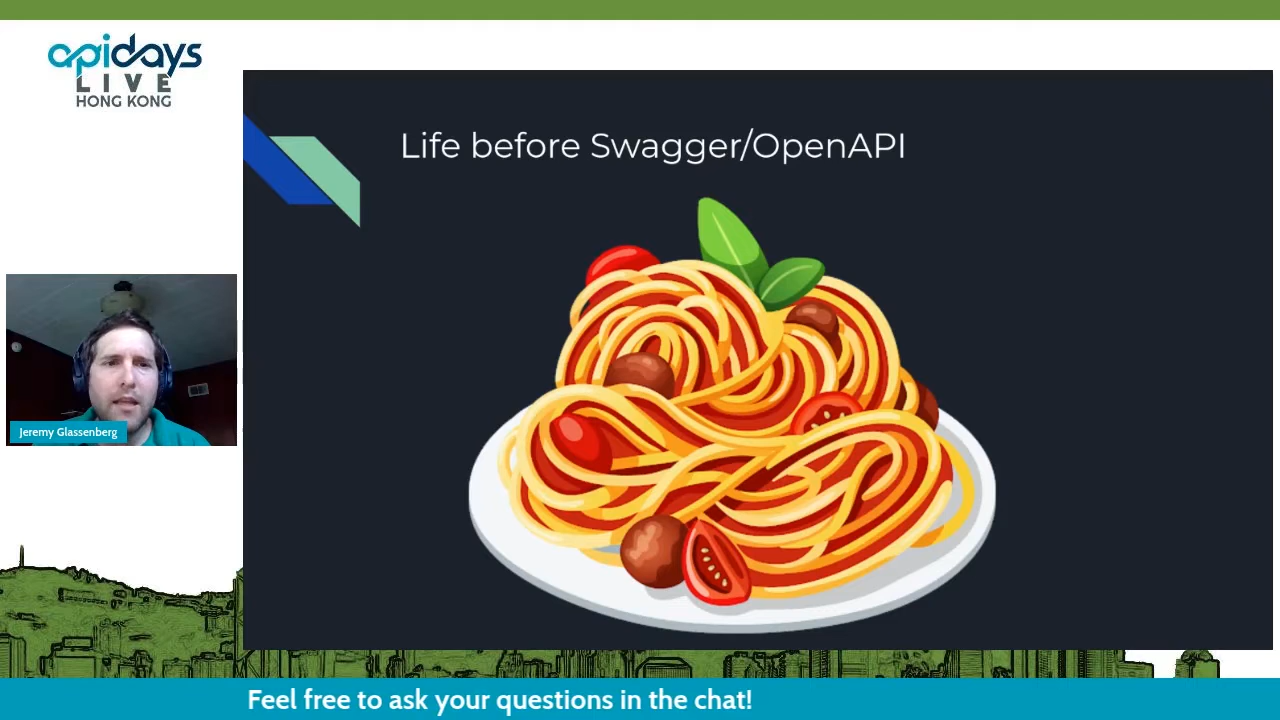 apidays
LIVE
HONG KONG
Life before Swagger/OpenAPI
Jeremy Glassenberg
Feel free to ask your questions in the chat!